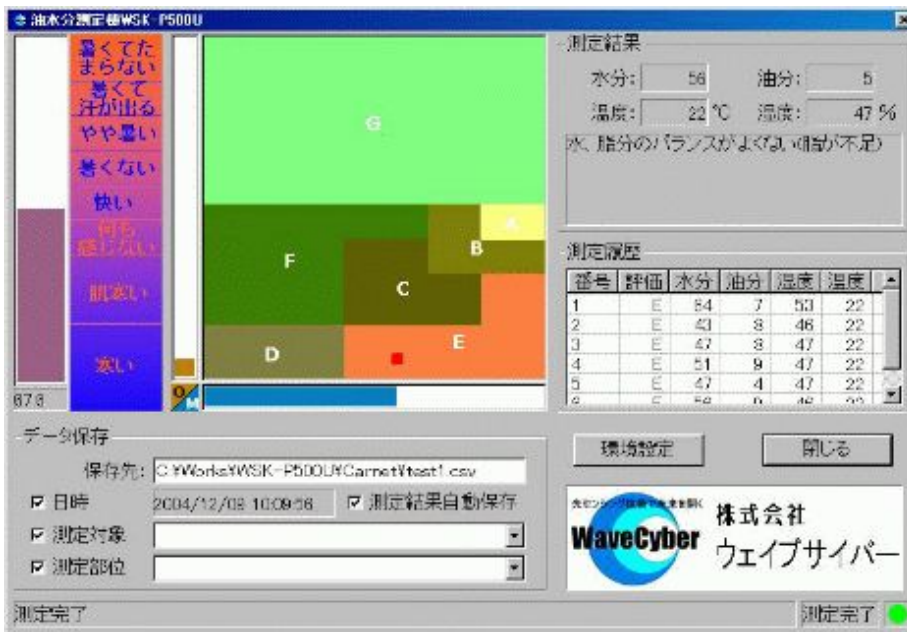 油水分測定機WSK-P500U
暑くてた
まらない
暑くて
汗が出る
やや暑い
暑くない
快い
何も
感じない
肌寒い
寒い
67.6
O
M
G
A
B
F
C
E
D
測定結果
水分: 56 油分: 5
温度: 22 ℃ 湿度: 47 %
水、脂分のバランスがよくない(脂が不足)
測定履歴
番号 評価 水分 油分 湿度 温度
1 E 64 7 53 22
2 E 43 8 46 22
3 E 47 8 47 22
4 E 51 9 47 22
5 E 47 4 47 22
6 E 56 9 46 22
データ保存
保存先: C:¥Works¥WSK-P500U¥Carnet¥test1.csv
日時 2004/12/09 10:09:56 測定結果自動保存
測定対象
測定部位
環境設定 閉じる
WaveCyber
株式会社
ウェイブサイバー
測定完了 測定完了